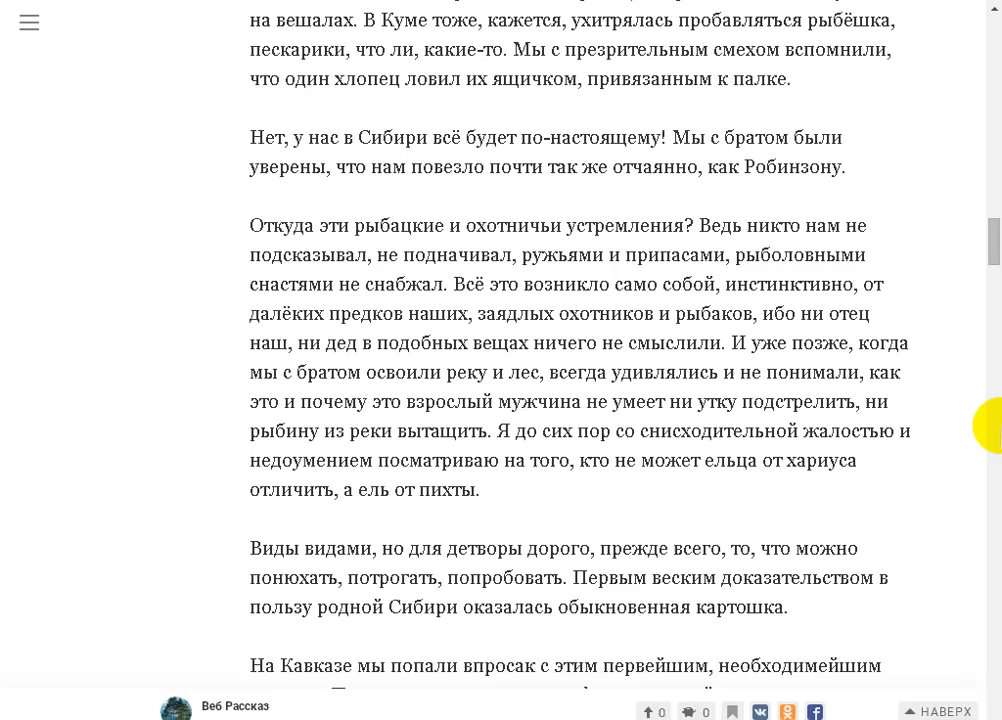 на вешалах. В Куме тоже, кажется, ухитрялась пробавляться рыбёшка,
пескарики, что ли, какие-то. Мы с презрительным смехом вспомнили,
что один хлопец ловил их ящичком, привязанным к палке.
Нет, у нас в Сибири всё будет по-настоящему! Мы с братом были
уверены, что нам повезло почти так же отчаянно, как Робинзону.
Откуда эти рыбацкие и охотничьи устремления? Ведь никто нам не
подсказывал, не подначивал, ружьями и припасами, рыболовными
снастями не снабжал. Всё это возникло само собой, инстинктивно, от
далёких предков наших, заядлых охотников и рыбаков, ибо ни отец
наш, ни дед в подобных вещах ничего не смыслили. И уже позже, когда
мы с братом освоили реку и лес, всегда удивлялись и не понимали, как
это и почему это взрослый мужчина не умеет ни утку подстрелить, ни
рыбину из реки вытащить. Я до сих пор со снисходительной жалостью и
недоумением посматриваю на того, кто не может ельца от хариуса
отличить, а ель от пихты.
Виды видами, но для детворы дорого, прежде всего, то, что можно
понюхать, потрогать, попробовать. Первым веским доказательством в
пользу родной Сибири оказалась обыкновенная картошка.
На Кавказе мы попали впросак с этим первейшим, необходимейшим
Веб Рассказ
0
0
НАВЕРХ